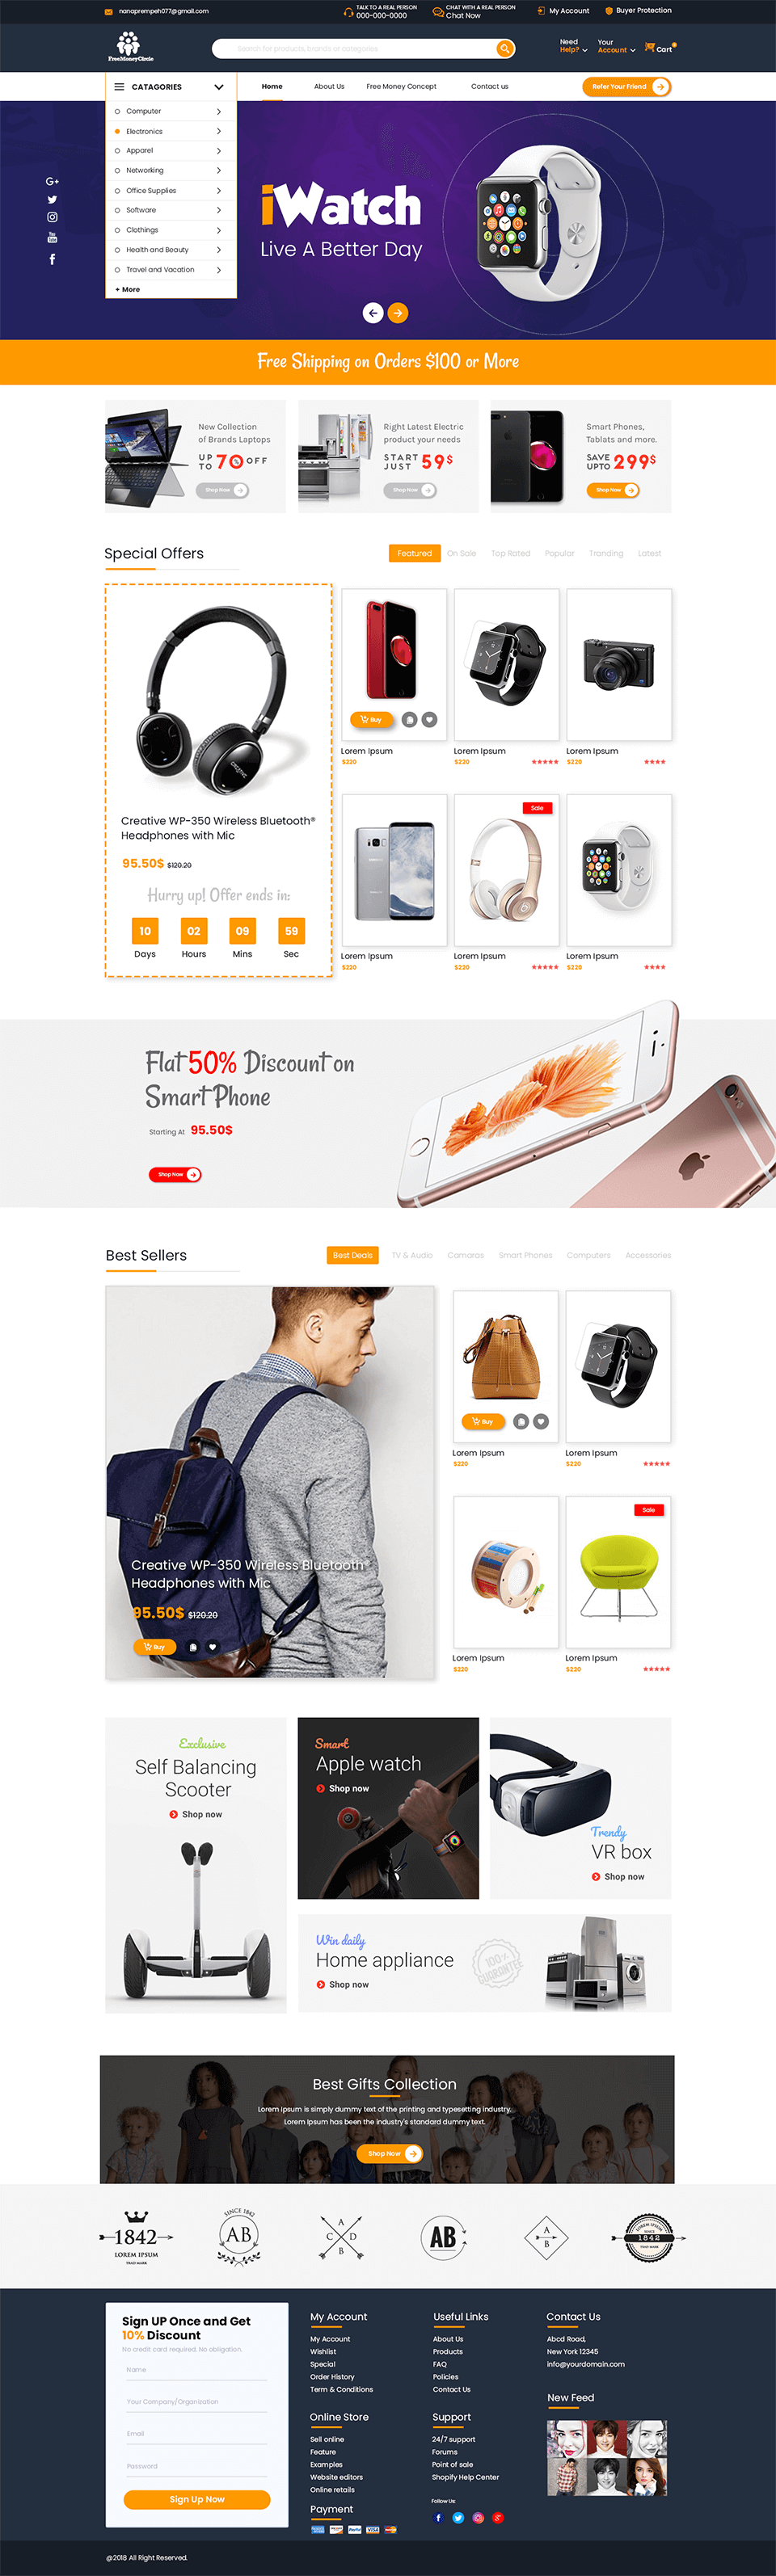 nanaprempeh077@gmail.com
TALK TO A REAL PERSON
000-000-0000
CHAT WITH A REAL PERSON
Chat Now
My Account
Buyer Protection
FreeMoneyCircle
Search for products, brands or categories
Need
Help?
Your
Account
Cart
CATAGORIES
Home
About Us
Free Money Concept
Contact us
Refer Your Friend
Computer
Electronics
Apparel
Networking
Office Supplies
Software
Clothings
Health and Beauty
Travel and Vacation
+ More
G+
You
Tube
iWatch
Live A Better Day
Free Shipping on Orders $100 or More
New Collection
of Brands Laptops
UP TO 70 OFF
Shop Now
Right Latest Electric
product your needs
START JUST 59$
Shop Now
Smart Phones,
Tablats and more.
SAVE UPTO 299$
Shop Now
Special Offers
Featured
On Sale
Top Rated
Popular
Tranding
Latest
Creative WP-350 Wireless Bluetooth®
Headphones with Mic
95.50$ $120.20
Hurry up! Offer ends in:
10 02 09 59
Days Hours Mins Sec
Buy
Lorem Ipsum
$220
Lorem Ipsum
$220
SONY
Lorem Ipsum
$220
Lorem Ipsum
$220
Sale
Lorem Ipsum
$220
Lorem Ipsum
$220
Flat 50% Discount on
Smart Phone
Starting At 95.50$
Shop Now
Best Sellers
Best Deals
TV & Audio
Camaras
Smart Phones
Computers
Accessories
Creative WP-350 Wireless Bluetooth®
Headphones with Mic
95.50$ $120.20
Buy
Buy
Lorem Ipsum
$220
Lorem Ipsum
$220
Lorem Ipsum
$220
Sale
Lorem Ipsum
$220
Exclusive
Self Balancing
Scooter
Shop now
Smart
Apple watch
Shop now
Trendy
VR box
Shop now
Win daily
Home appliance
Shop now
100%
GUARANTEE
Best Gifts Collection
Lorem Ipsum is simply dummy text of the printing and typesetting industry.
Lorem Ipsum has been the industry's standard dummy text.
Shop Now
1842
LOREM IPSUM
TRAD MARK
SINCE 1842
AB
A
C D
B
AB
A
B
LOREM IPSUM
SINCE
1842
TRAD MARK
Sign UP Once and Get
10% Discount
No credit card required. No obligation.
Name
Your Company/Organization
Email
Password
Sign Up Now
My Account
My Account
Wishlist
Special
Order History
Term & Conditions
Useful Links
About Us
Products
FAQ
Policies
Contact Us
Contact Us
Abcd Road,
New York 12345
info@yourdomain.com
New Feed
Online Store
Sell online
Feature
Examples
Website editors
Online retails
Support
24/7 support
Forums
Point of sale
Shopify Help Center
Payment
PayPal
VISA
Follow Us:
@2018 All Right Reserved.